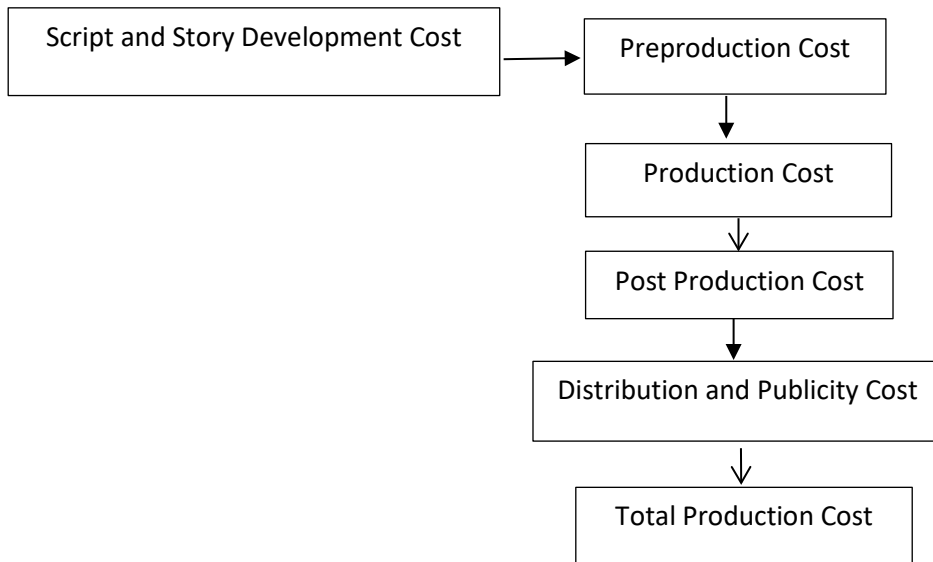 Script and Story Development Cost
Preproduction Cost
Production Cost
Post Production Cost
Distribution and Publicity Cost
Total Production Cost